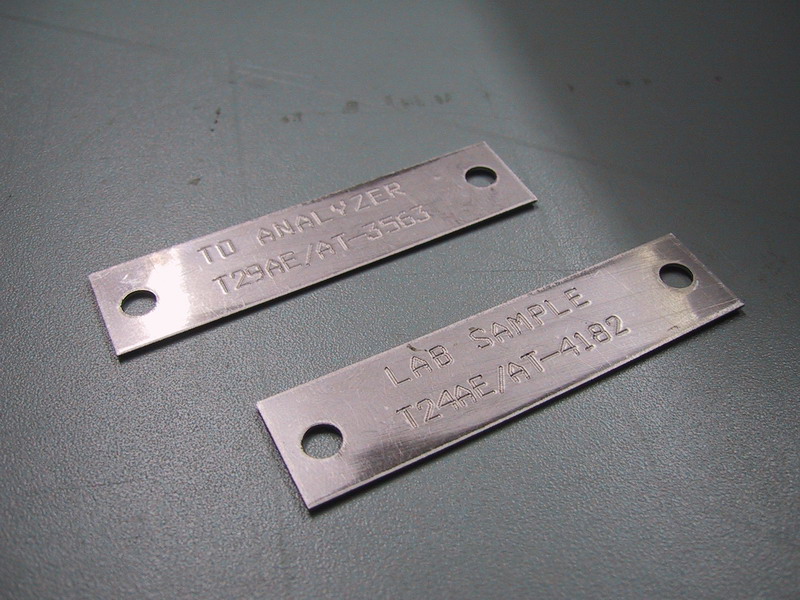 TO ANALYZER
T29AE/AT-3563
LAB SAMPLE
T24AE/AT-4182